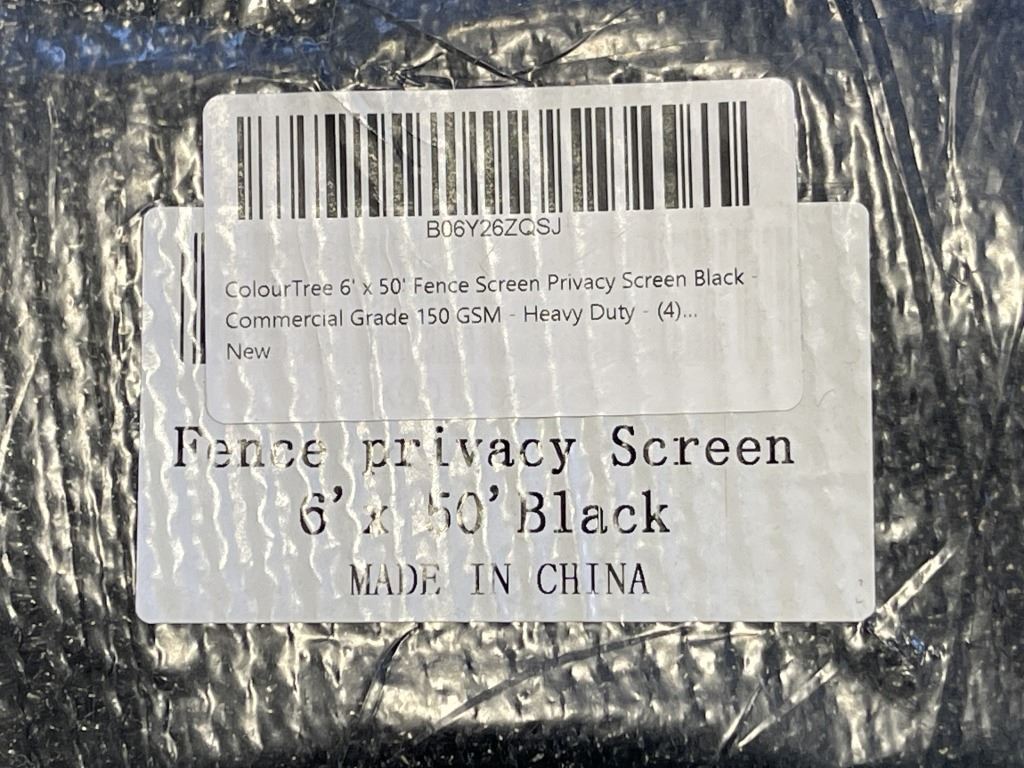 B06Y26ZQSJ
ColourTree 6' x 50' Fence Screen Privacy Screen Black -
Commercial Grade 150 GSM - Heavy Duty - (4)...
New
Fence privacy Screen
6' x 50' Black
MADE IN CHINA